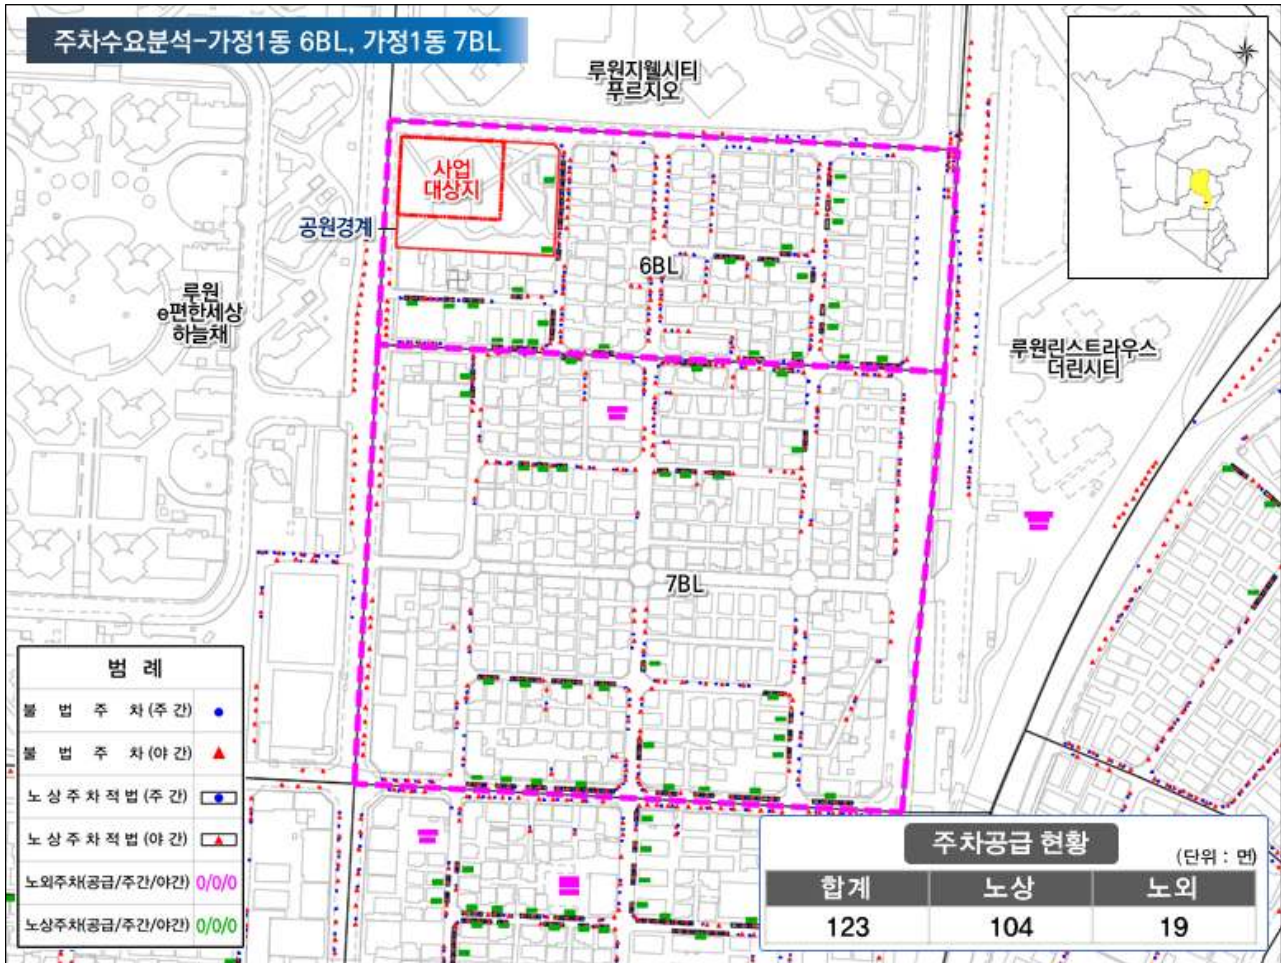 주차수요분석-가정1동 6BL, 가정1동 7BL
루원지웰시티
푸르지오
사업
대상지
공원경계
6BL
루원
e편한세상
하늘채
루원린스트라우스
더린시티
7BL
범 례
불 법 주 차 (주 간)
불 법 주 차 (야 간)
노 상 주 차 적 법 (주 간)
노 상 주 차 적 법 (야 간)
노외주차(공급/주간/야간) 0/0/0
노상주차(공급/주간/야간) 0/0/0
주차공급 현황
(단위 : 면)
합계 노상 노외
123 104 19